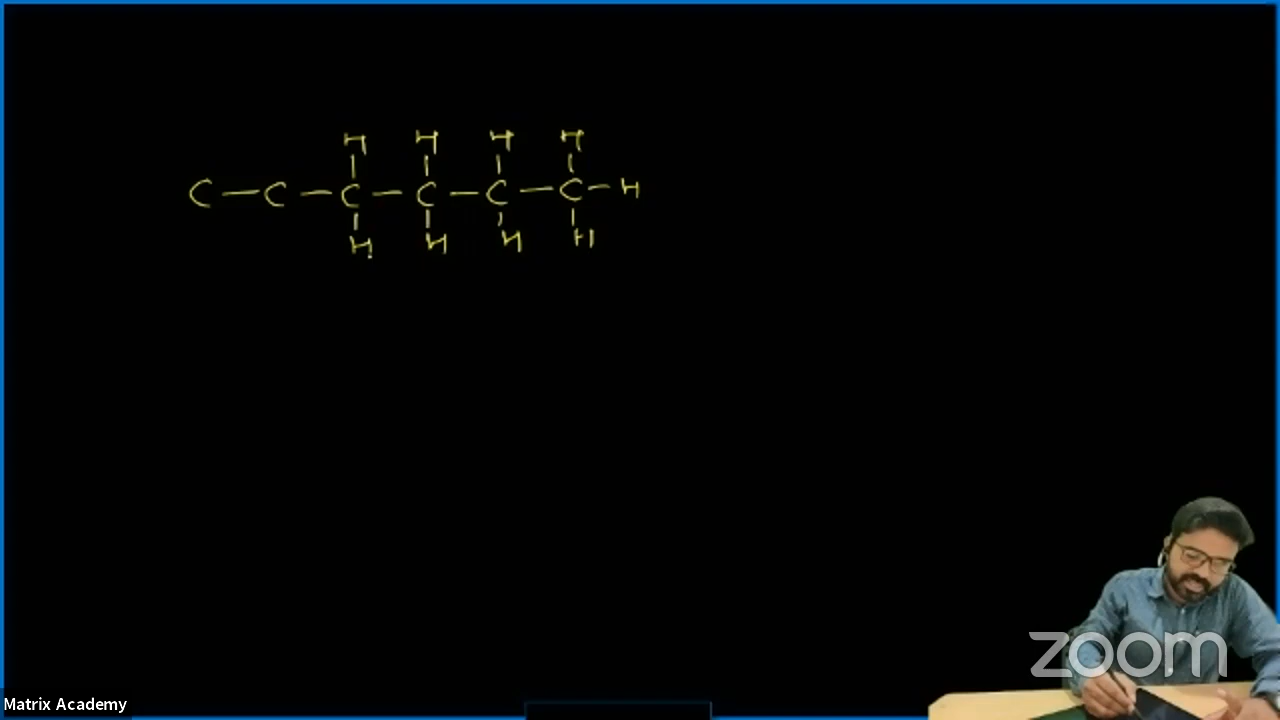 H H H H
C — C — C — C — C — C — H
H H H H
zoom
Matrix Academy